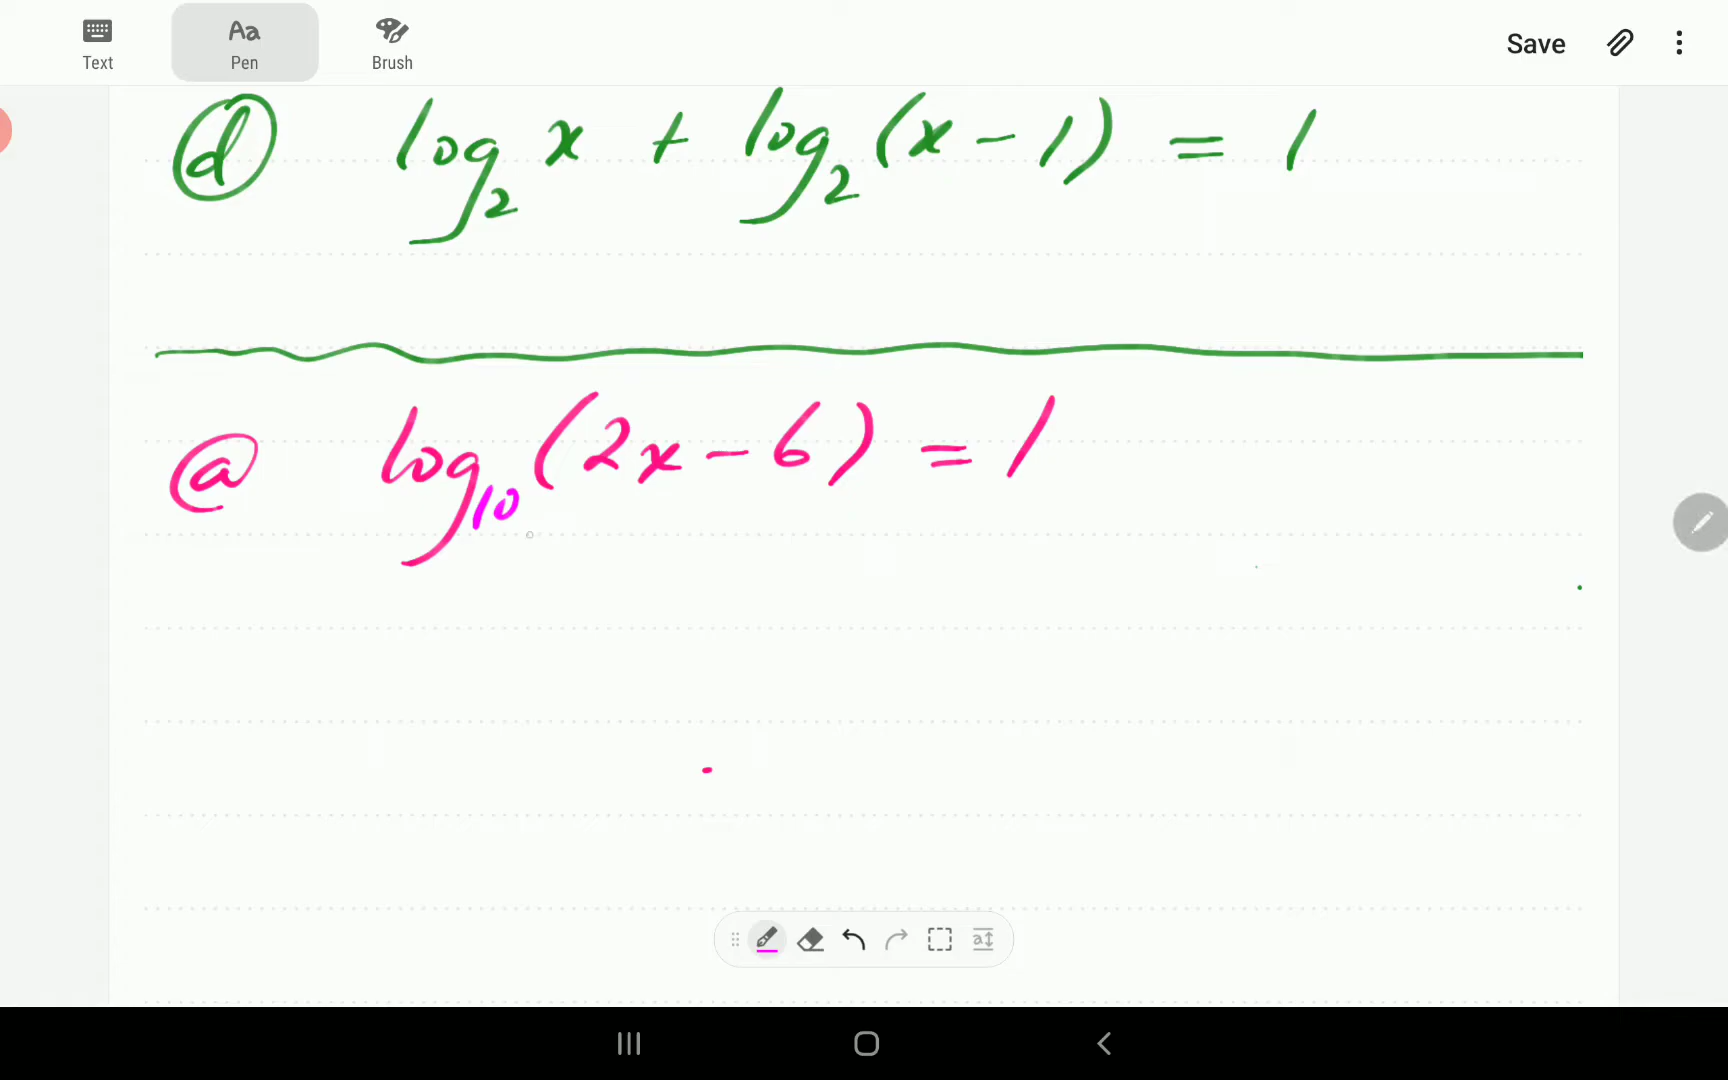 Text Pen Brush Save
ⓓ log₂ x + log₂ (x - 1) = 1
ⓐ log₁₀ (2x - 6) = 1